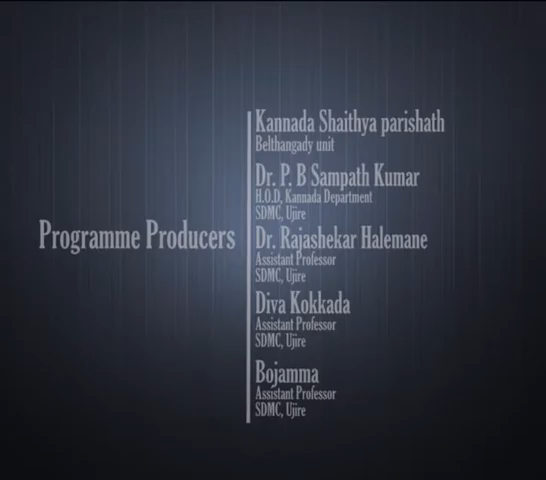 Programme Producers
Kannada Shaithya parishath
Belthangady unit
Dr. P. B Sampath Kumar
H.O.D, Kannada Department
SDMC, Ujire
Dr. Rajashekar Halemane
Assistant Professor
SDMC, Ujire
Diva Kokkada
Assistant Professor
SDMC, Ujire
Bojamma
Assistant Professor
SDMC, Ujire